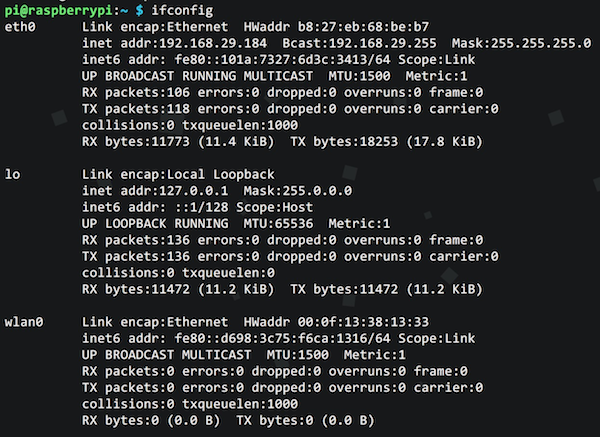 pi@raspberrypi:~ $ ifconfig
eth0      Link encap:Ethernet  HWaddr b8:27:eb:68:be:b7
          inet addr:192.168.29.184  Bcast:192.168.29.255  Mask:255.255.255.0
          inet6 addr: fe80::101a:7327:6d3c:3413/64 Scope:Link
          UP BROADCAST RUNNING MULTICAST  MTU:1500  Metric:1
          RX packets:106 errors:0 dropped:0 overruns:0 frame:0
          TX packets:118 errors:0 dropped:0 overruns:0 carrier:0
          collisions:0 txqueuelen:1000
          RX bytes:11773 (11.4 KiB)  TX bytes:18253 (17.8 KiB)
lo        Link encap:Local Loopback
          inet addr:127.0.0.1  Mask:255.0.0.0
          inet6 addr: ::1/128 Scope:Host
          UP LOOPBACK RUNNING  MTU:65536  Metric:1
          RX packets:136 errors:0 dropped:0 overruns:0 frame:0
          TX packets:136 errors:0 dropped:0 overruns:0 carrier:0
          collisions:0 txqueuelen:0
          RX bytes:11472 (11.2 KiB)  TX bytes:11472 (11.2 KiB)
wlan0     Link encap:Ethernet  HWaddr 00:0f:13:38:13:33
          inet6 addr: fe80::d698:3c75:f6ca:1316/64 Scope:Link
          UP BROADCAST MULTICAST  MTU:1500  Metric:1
          RX packets:0 errors:0 dropped:0 overruns:0 frame:0
          TX packets:0 errors:0 dropped:0 overruns:0 carrier:0
          collisions:0 txqueuelen:1000
          RX bytes:0 (0.0 B)  TX bytes:0 (0.0 B)